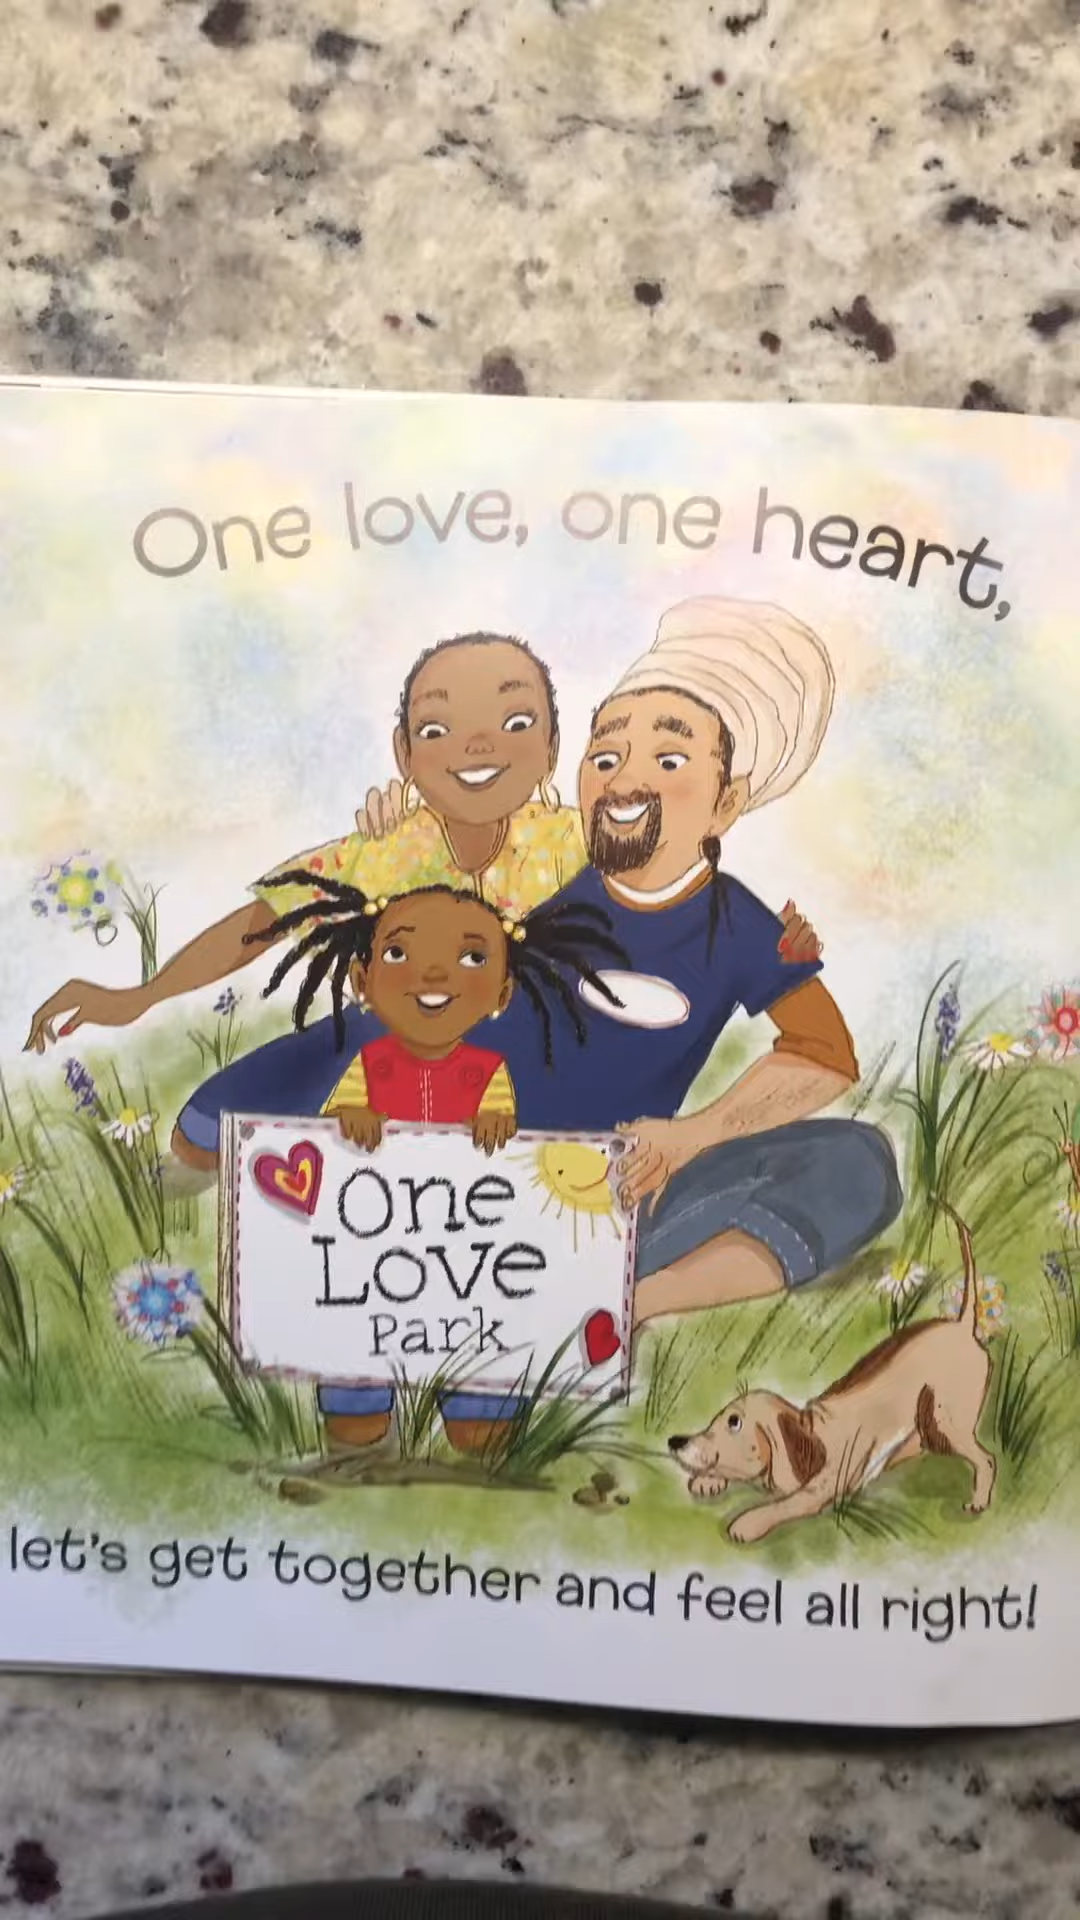 One love, one heart,
One
Love
Park
let's get together and feel all right!